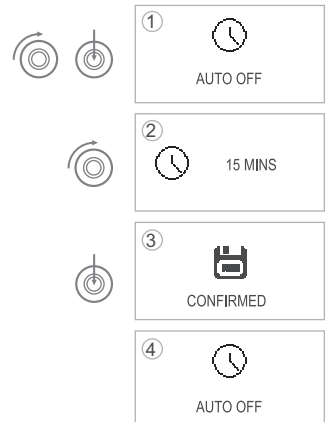 1
AUTO OFF
2
15 MINS
3
CONFIRMED
4
AUTO OFF